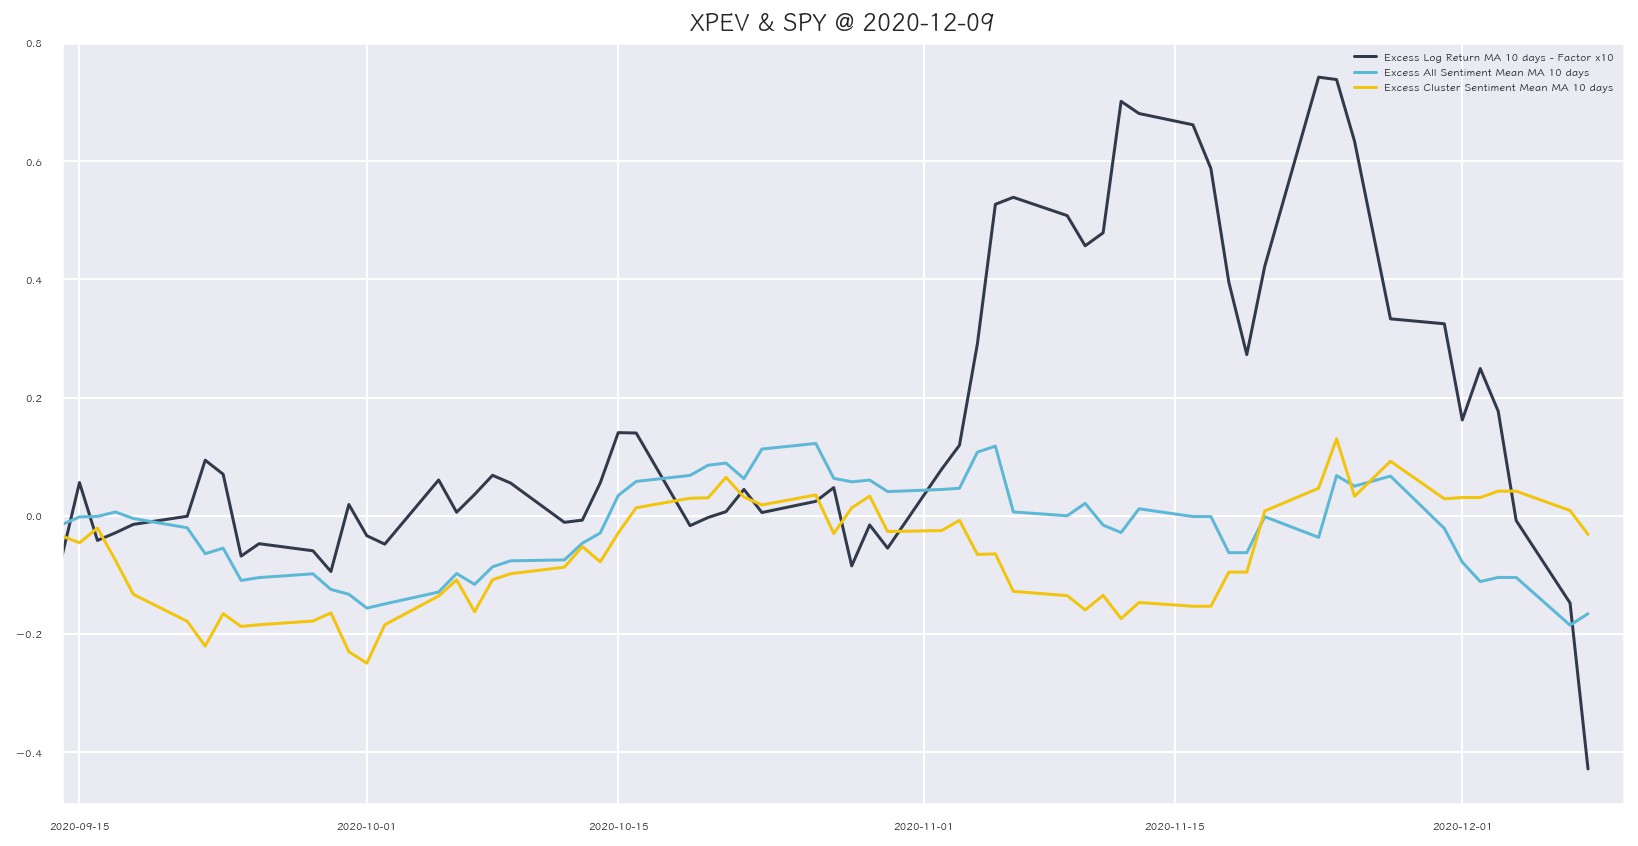 XPEV & SPY @ 2020-12-09
0.8
Excess Log Return MA 10 days - Factor x10
Excess All Sentiment Mean MA 10 days
Excess Cluster Sentiment Mean MA 10 days
0.6
0.4
0.2
0.0
−0.2
−0.4
2020-09-15 2020-10-01 2020-10-15 2020-11-01 2020-11-15 2020-12-01